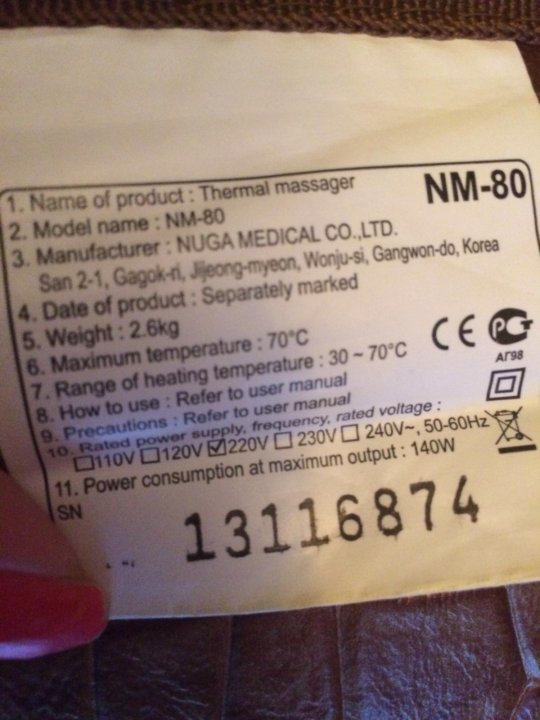 NM-80
1. Name of product : Thermal massager
2. Model name : NM-80
3. Manufacturer : NUGA MEDICAL CO.,LTD.
San 2-1, Gagok-ri, Jijeong-myeon, Wonju-si, Gangwon-do, Korea
4. Date of product : Separately marked
5. Weight : 2.6kg
6. Maximum temperature : 70°C
7. Range of heating temperature : 30 ~ 70°C
8. How to use : Refer to user manual
9. Precautions : Refer to user manual
10. Rated power supply, frequency, rated voltage :
☐110V ☐120V ☑220V ☐ 230V ☐ 240V~, 50-60Hz
11. Power consumption at maximum output : 140W
CE
РСТ
АГ98
SN
13116874